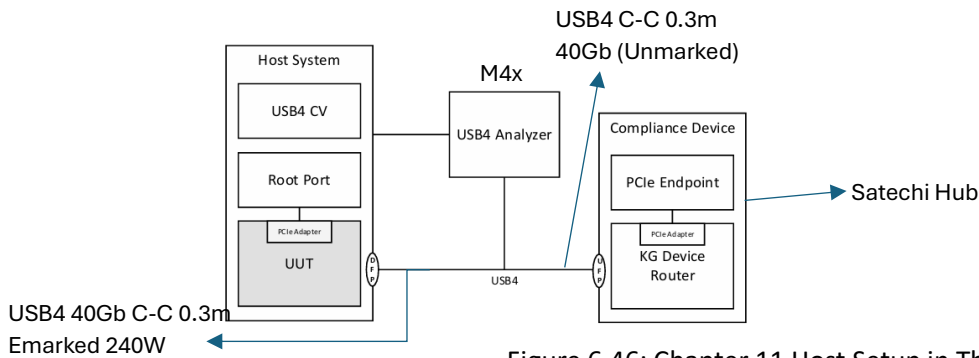 USB4 C-C 0.3m
40Gb (Unmarked)
Host System
M4x
USB4 CV
USB4 Analyzer
Compliance Device
Root Port
PCIe Endpoint
Satechi Hub
PCIe Adapter
PCIe Adapter
UUT
DFP
UFP
KG Device
Router
USB4
USB4 40Gb C-C 0.3m
Emarked 240W